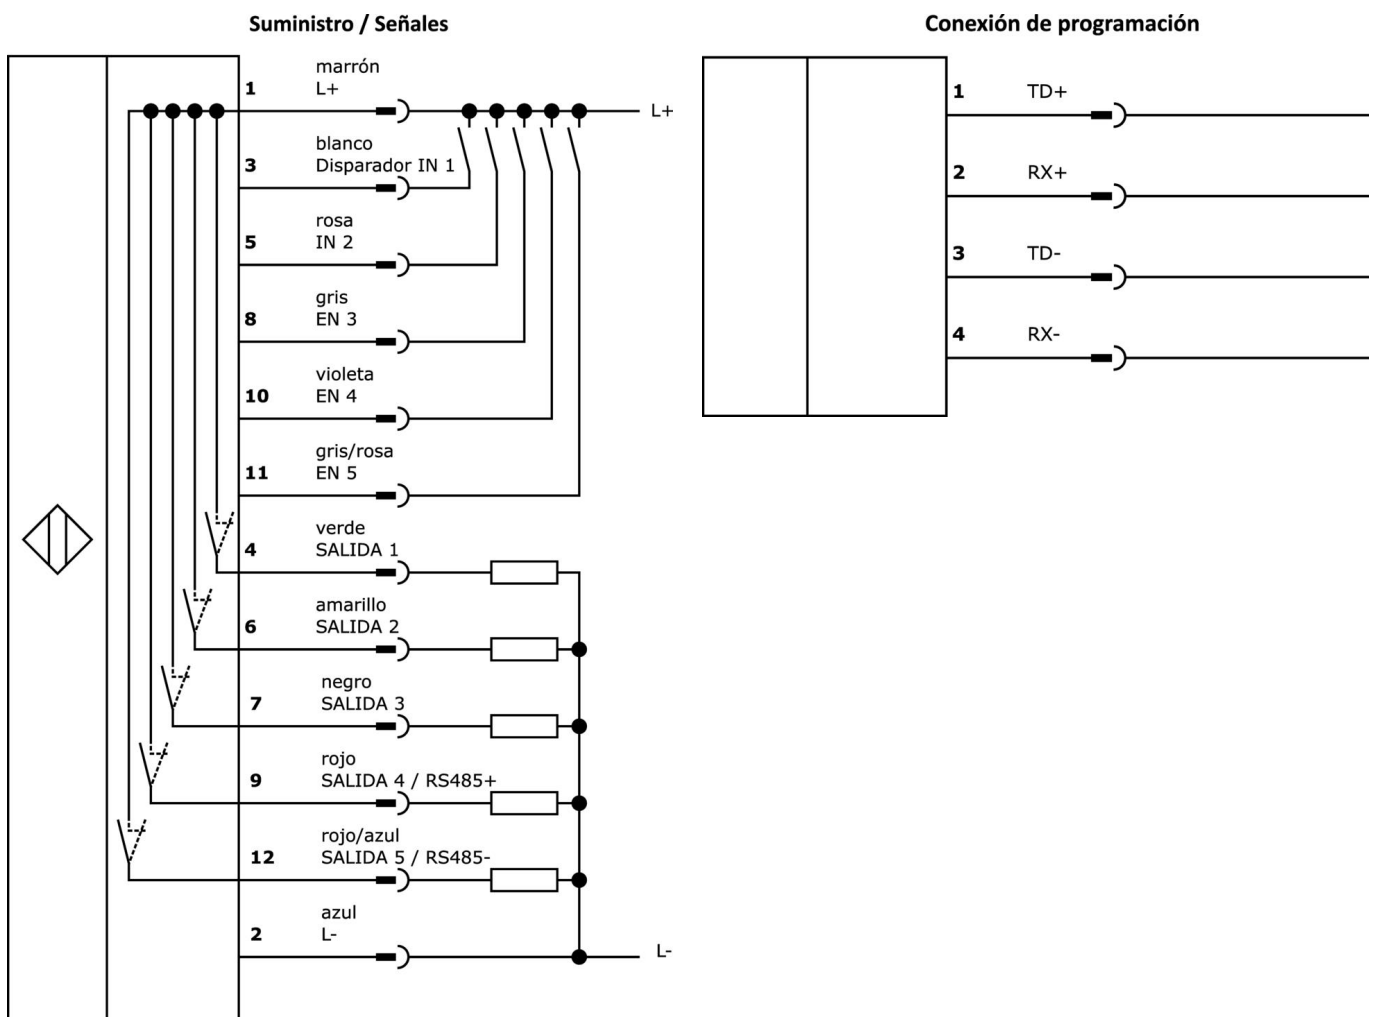 Suministro / Señales
marrón
1 L+
L+
blanco
3 Disparador IN 1
rosa
5 IN 2
gris
8 EN 3
violeta
10 EN 4
gris/rosa
11 EN 5
verde
4 SALIDA 1
amarillo
6 SALIDA 2
negro
7 SALIDA 3
rojo
9 SALIDA 4 / RS485+
rojo/azul
12 SALIDA 5 / RS485-
azul
2 L-
L-
Conexión de programación
1 TD+
2 RX+
3 TD-
4 RX-